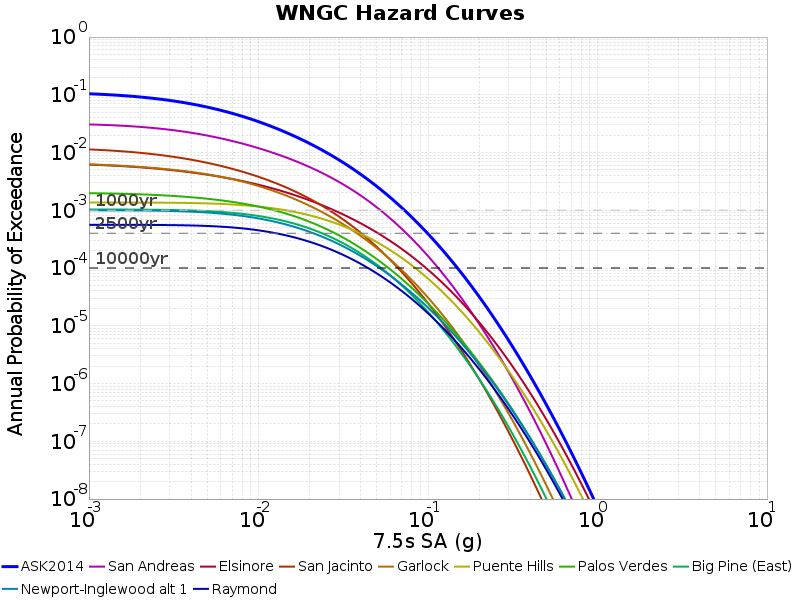 WNGC Hazard Curves
Annual Probability of Exceedance
10^0
10^-1
10^-2
10^-3
10^-4
10^-5
10^-6
10^-7
10^-8
1000yr
2500yr
10000yr
10^-3 10^-2 10^-1 10^0 10^1
7.5s SA (g)
ASK2014 San Andreas Elsinore San Jacinto Garlock Puente Hills Palos Verdes Big Pine (East)
Newport-Inglewood alt 1 Raymond